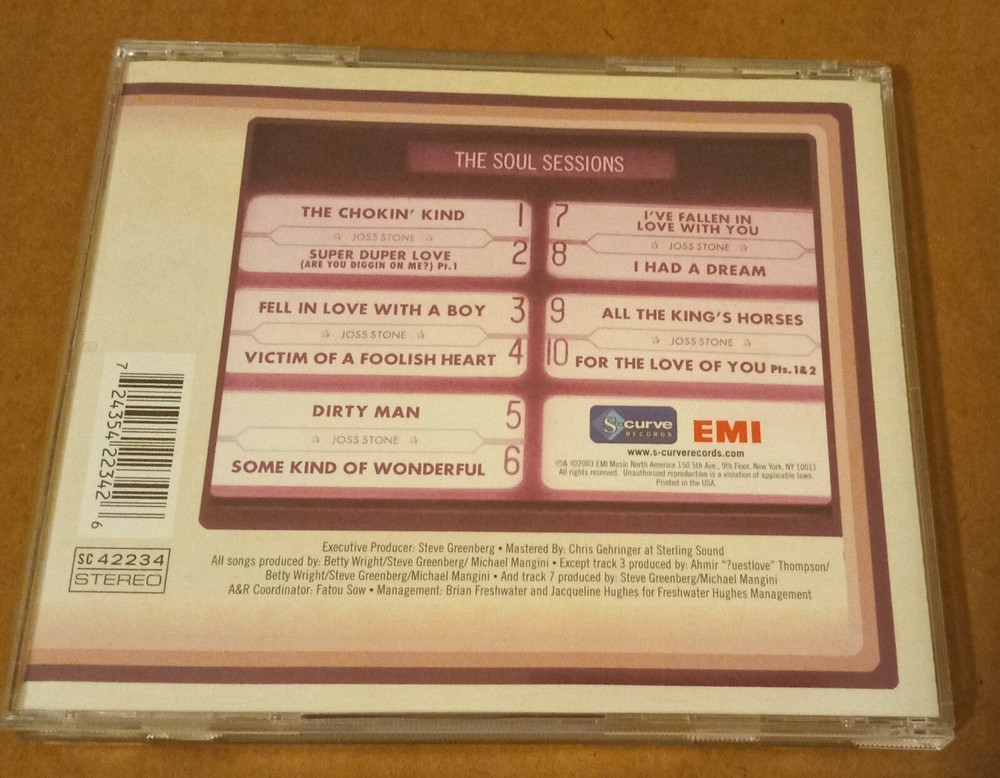 THE SOUL SESSIONS
THE CHOKIN' KIND 1
☆ JOSS STONE ☆
SUPER DUPER LOVE 2
(ARE YOU DIGGIN ON ME?) Pt.1
FELL IN LOVE WITH A BOY 3
☆ JOSS STONE ☆
VICTIM OF A FOOLISH HEART 4
DIRTY MAN 5
☆ JOSS STONE ☆
SOME KIND OF WONDERFUL 6
7 I'VE FALLEN IN
LOVE WITH YOU
☆ JOSS STONE ☆
8 I HAD A DREAM
9 ALL THE KING'S HORSES
☆ JOSS STONE ☆
10 FOR THE LOVE OF YOU Pts.1&2
S-curve
RECORDS
EMI
www.s-curverecords.com
℗& ©2003 EMI Music North America 150 5th Ave., 9th Floor, New York, NY 10011
All rights reserved. Unauthorized reproduction is a violation of applicable laws.
Printed in the USA.
7 24354 22342 6
SC 42234
STEREO
Executive Producer: Steve Greenberg • Mastered By: Chris Gehringer at Sterling Sound
All songs produced by: Betty Wright/Steve Greenberg/ Michael Mangini • Except track 3 produced by: Ahmir "?uestlove" Thompson/
Betty Wright/Steve Greenberg/Michael Mangini • And track 7 produced by: Steve Greenberg/Michael Mangini
A&R Coordinator: Fatou Sow • Management: Brian Freshwater and Jacqueline Hughes for Freshwater Hughes Management